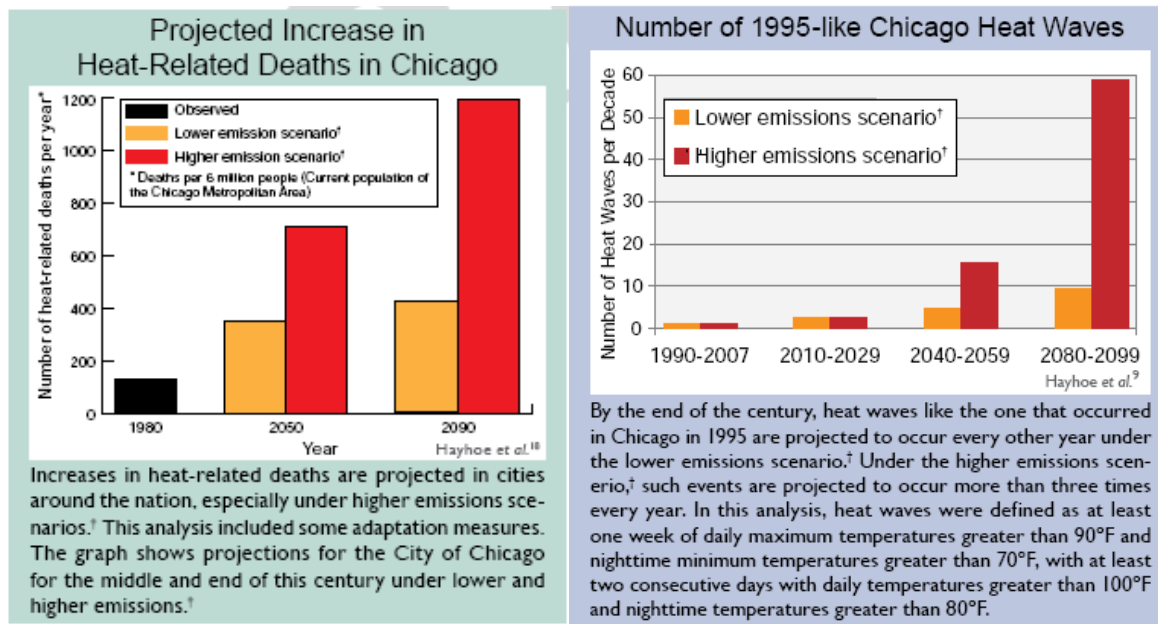 Projected Increase in
Heat-Related Deaths in Chicago
Number of heat-related deaths per year*
1200
1000
800
600
400
200
0
Observed
Lower emission scenario†
Higher emission scenario†
* Deaths per 6 million people (Current population of
the Chicago Metropolitan Area)
1980
2050
2090
Year
Hayhoe et al.10
Increases in heat-related deaths are projected in cities
around the nation, especially under higher emissions sce-
narios.† This analysis included some adaptation measures.
The graph shows projections for the City of Chicago
for the middle and end of this century under lower and
higher emissions.†
Number of 1995-like Chicago Heat Waves
Number of Heat Waves per Decade
60
50
40
30
20
10
0
Lower emissions scenario†
Higher emissions scenario†
1990-2007
2010-2029
2040-2059
2080-2099
Hayhoe et al.9
By the end of the century, heat waves like the one that occurred
in Chicago in 1995 are projected to occur every other year under
the lower emissions scenario.† Under the higher emissions scen-
erio,† such events are projected to occur more than three times
every year. In this analysis, heat waves were defined as at least
one week of daily maximum temperatures greater than 90°F and
nighttime minimum temperatures greater than 70°F, with at least
two consecutive days with daily temperatures greater than 100°F
and nighttime temperatures greater than 80°F.